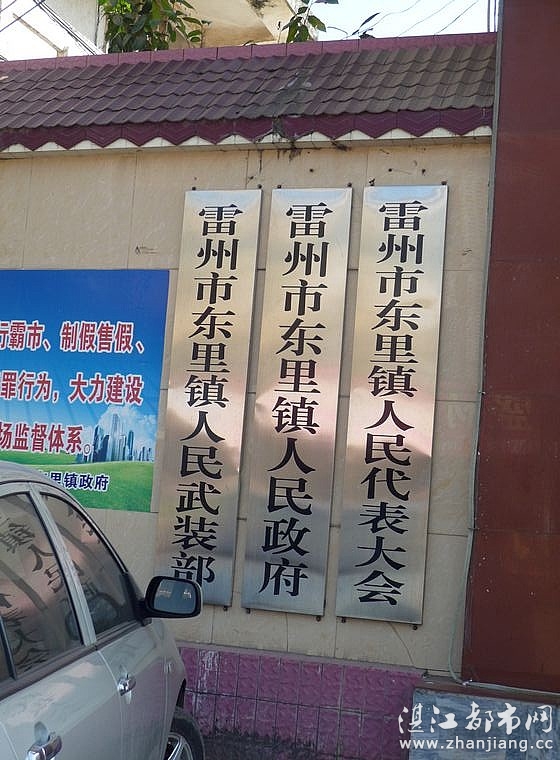 雷州市东里镇人民代表大会
雷州市东里镇人民政府
雷州市东里镇人民武装部
行霸市、制假售假、
罪行为，大力建设
场监督体系。
里镇政府
湛江都市网
www.zhanjiang.cc